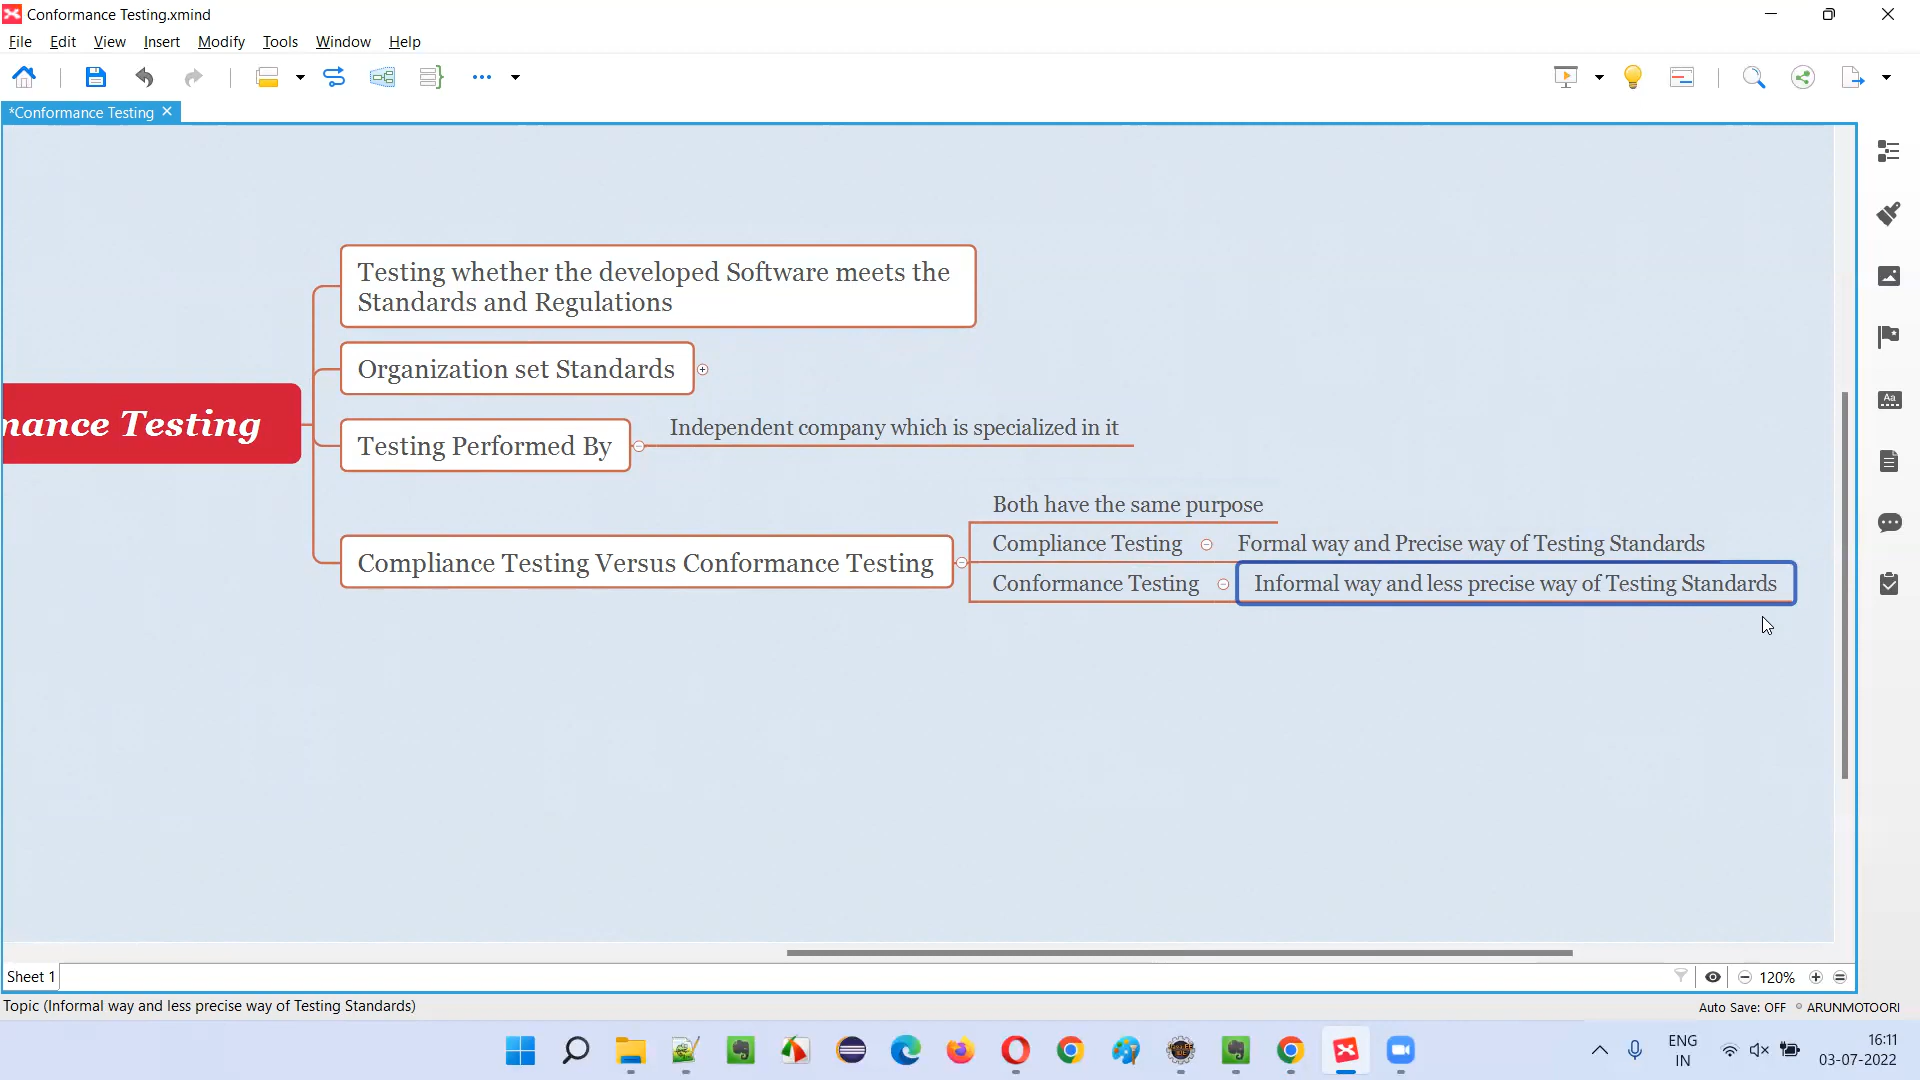 Conformance Testing.xmind
File Edit View Insert Modify Tools Window Help
*Conformance Testing
Testing whether the developed Software meets the
Standards and Regulations
Organization set Standards
mance Testing
Testing Performed By
Independent company which is specialized in it
Both have the same purpose
Compliance Testing Versus Conformance Testing
Compliance Testing
Formal way and Precise way of Testing Standards
Conformance Testing
Informal way and less precise way of Testing Standards
Aa
Sheet 1
120%
Topic (Informal way and less precise way of Testing Standards)
Auto Save: OFF
ARUNMOTOORI
ENG
IN
16:11
03-07-2022